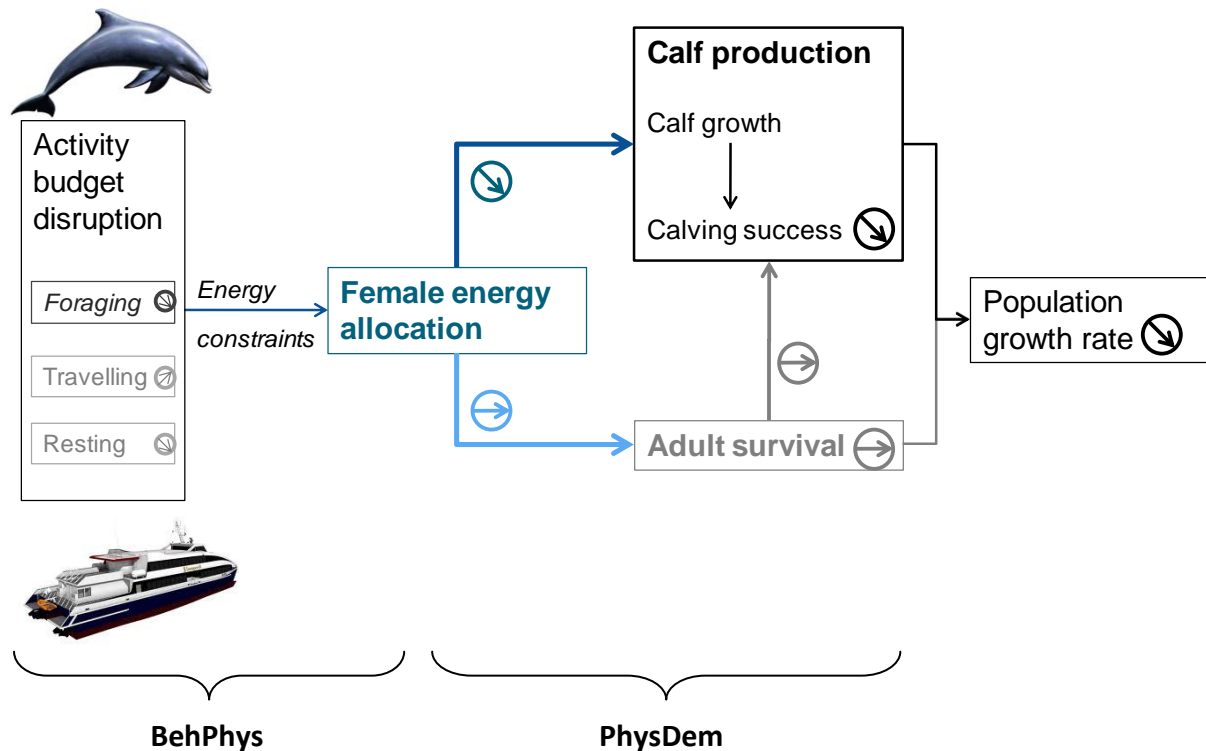 Activity
budget
disruption
Foraging
Travelling
Resting
Energy
constraints
Female energy
allocation
Calf production
Calf growth
Calving success
Adult survival
Population
growth rate
BehPhys
PhysDem